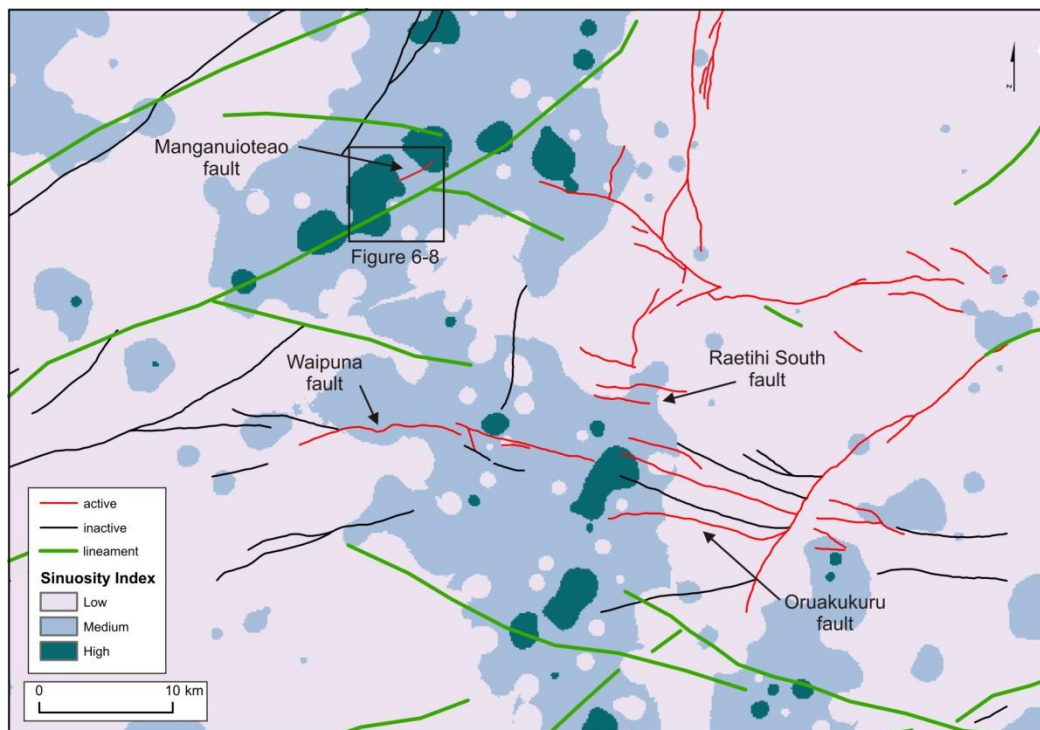 Manganuioteao
fault
Figure 6-8
Waipuna
fault
Raetihi South
fault
Oruakukuru
fault
active
inactive
lineament
Sinuosity Index
Low
Medium
High
0 10 km
z